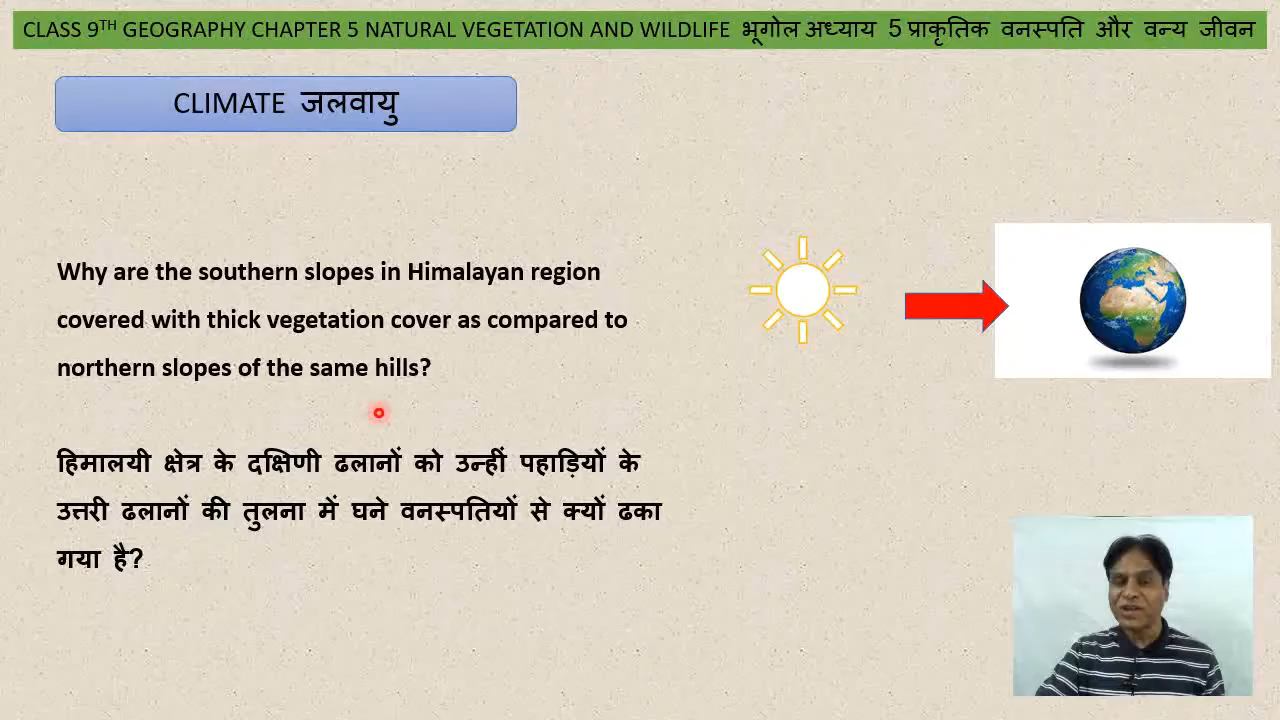 CLASS 9TH GEOGRAPHY CHAPTER 5 NATURAL VEGETATION AND WILDLIFE भूगोल अध्याय 5 प्राकृतिक वनस्पति और वन्य जीवन
CLIMATE जलवायु
Why are the southern slopes in Himalayan region
covered with thick vegetation cover as compared to
northern slopes of the same hills?
हिमालयी क्षेत्र के दक्षिणी ढलानों को उन्हीं पहाड़ियों के
उत्तरी ढलानों की तुलना में घने वनस्पतियों से क्यों ढका
गया है?